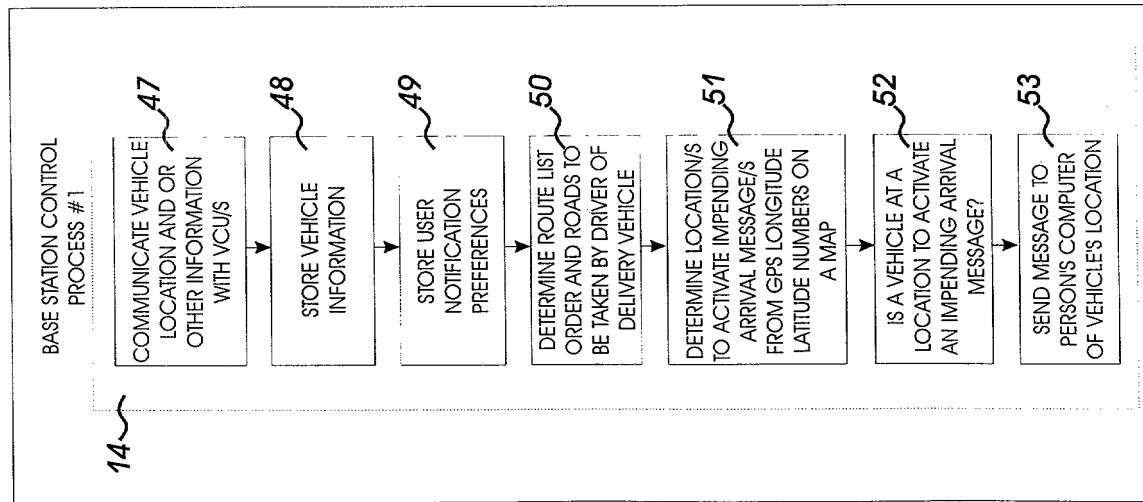 BASE STATION CONTROL
PROCESS #1
14
COMMUNICATE VEHICLE
LOCATION AND OR
OTHER INFORMATION
WITH VCU/S
47
STORE VEHICLE
INFORMATION
48
STORE USER
NOTIFICATION
PREFERENCES
49
DETERMINE ROUTE LIST
ORDER AND ROADS TO
BE TAKEN BY DRIVER OF
DELIVERY VEHICLE
50
DETERMINE LOCATION/S
TO ACTIVATE IMPENDING
ARRIVAL MESSAGE/S
FROM GPS LONGITUDE
LATITUDE NUMBERS ON
A MAP
51
IS A VEHICLE AT A
LOCATION TO ACTIVATE
AN IMPENDING ARRIVAL
MESSAGE?
52
SEND MESSAGE TO
PERSON'S COMPUTER
OF VEHICLE'S LOCATION
53